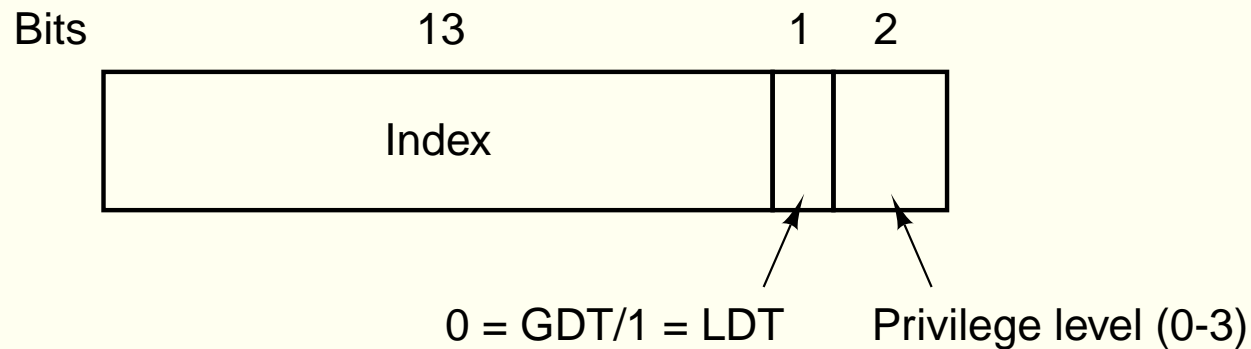 Bits 13 1 2
Index
0 = GDT/1 = LDT Privilege level (0-3)